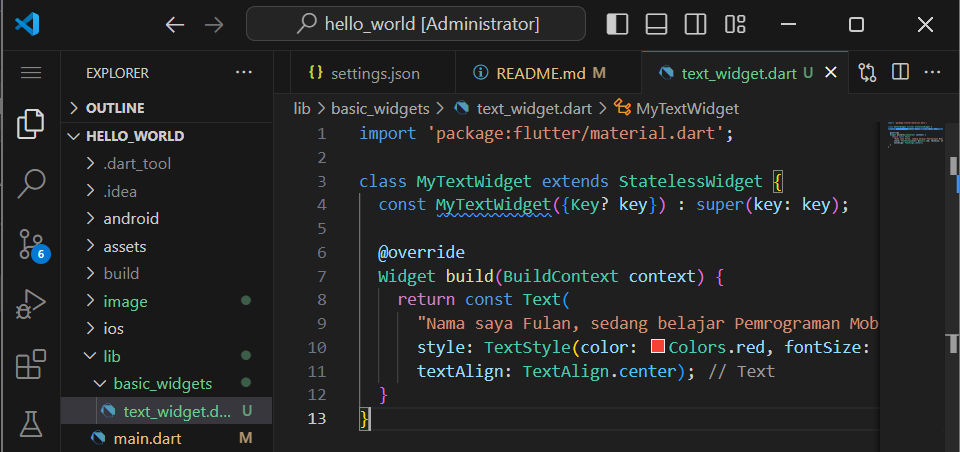 hello_world [Administrator]
EXPLORER ···
{} settings.json
README.md M
text_widget.dart U
OUTLINE
lib > basic_widgets > text_widget.dart > MyTextWidget
HELLO_WORLD
.dart_tool
.idea
android
assets
build
image
ios
lib
basic_widgets
text_widget.d... U
main.dart M
6
1 import 'package:flutter/material.dart';
2
3 class MyTextWidget extends StatelessWidget {
4 const MyTextWidget({Key? key}) : super(key: key);
5
6 @override
7 Widget build(BuildContext context) {
8 return const Text(
9 "Nama saya Fulan, sedang belajar Pemrograman Mob
10 style: TextStyle(color: Colors.red, fontSize:
11 textAlign: TextAlign.center); // Text
12 }
13 }